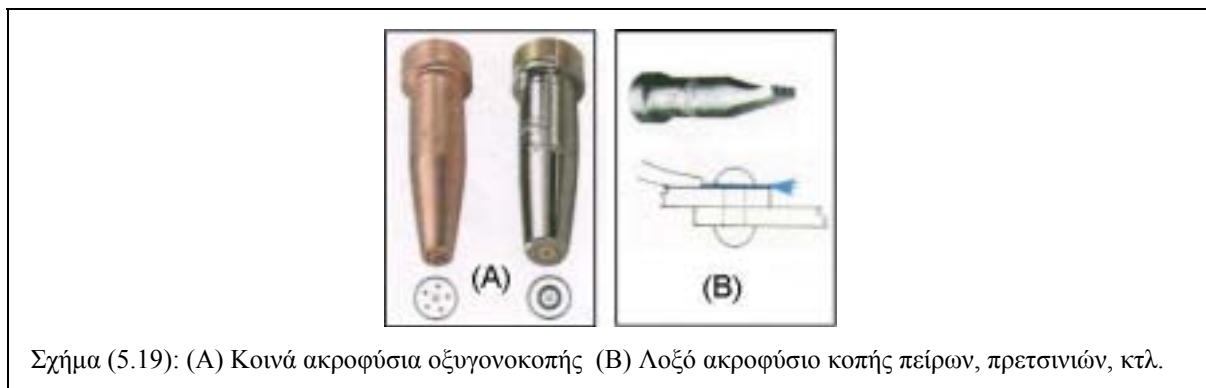 (A)
(B)
Σχήμα (5.19): (Α) Κοινά ακροφύσια οξυγονοκοπής (Β) Λοξό ακροφύσιο κοπής πείρων, πρετσινιών, κτλ.